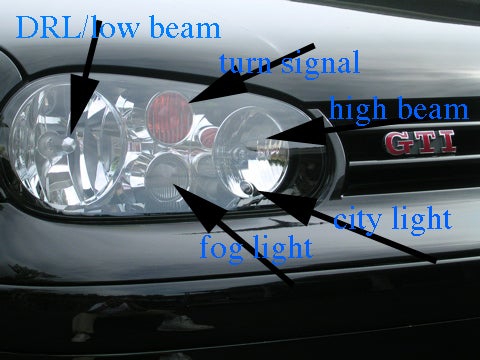 DRL/low beam
turn signal
high beam
GTI
city light
fog light